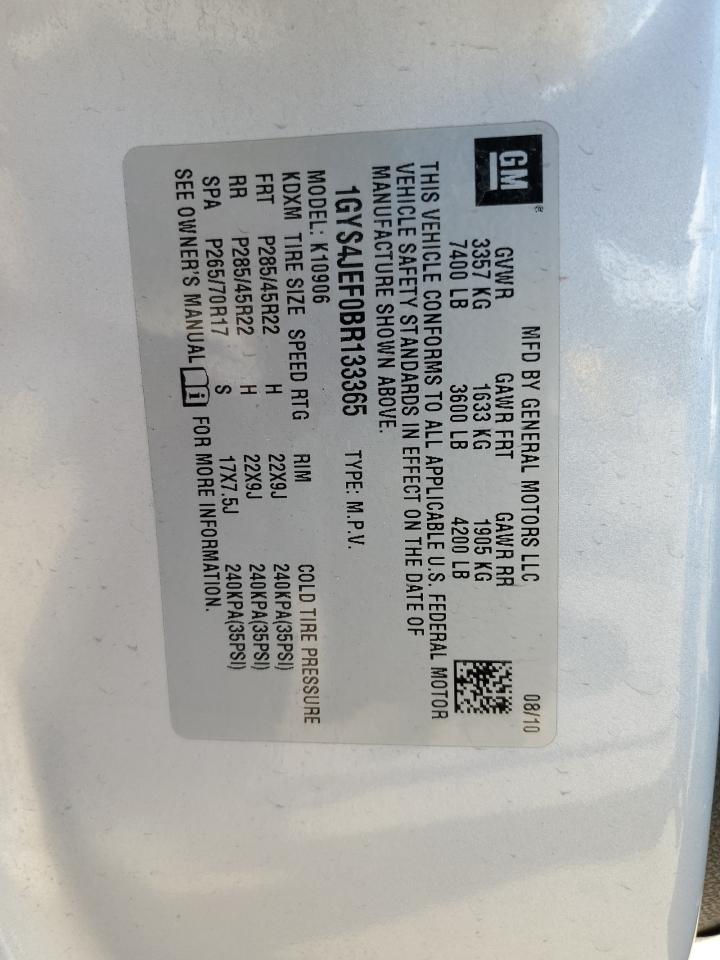 GM®
MFD BY GENERAL MOTORS LLC 08/10
GVWR GAWR FRT GAWR RR
3357 KG 1633 KG 1905 KG
7400 LB 3600 LB 4200 LB
THIS VEHICLE CONFORMS TO ALL APPLICABLE U.S. FEDERAL MOTOR
VEHICLE SAFETY STANDARDS IN EFFECT ON THE DATE OF
MANUFACTURE SHOWN ABOVE.
1GYS4JEF0BR133365 TYPE: M.P.V.
MODEL: K10906
KDXM TIRE SIZE SPEED RTG RIM COLD TIRE PRESSURE
FRT P285/45R22 H 22X9J 240KPA(35PSI)
RR P285/45R22 H 22X9J 240KPA(35PSI)
SPA P265/70R17 S 17X7.5J 240KPA(35PSI)
SEE OWNER'S MANUAL i FOR MORE INFORMATION.